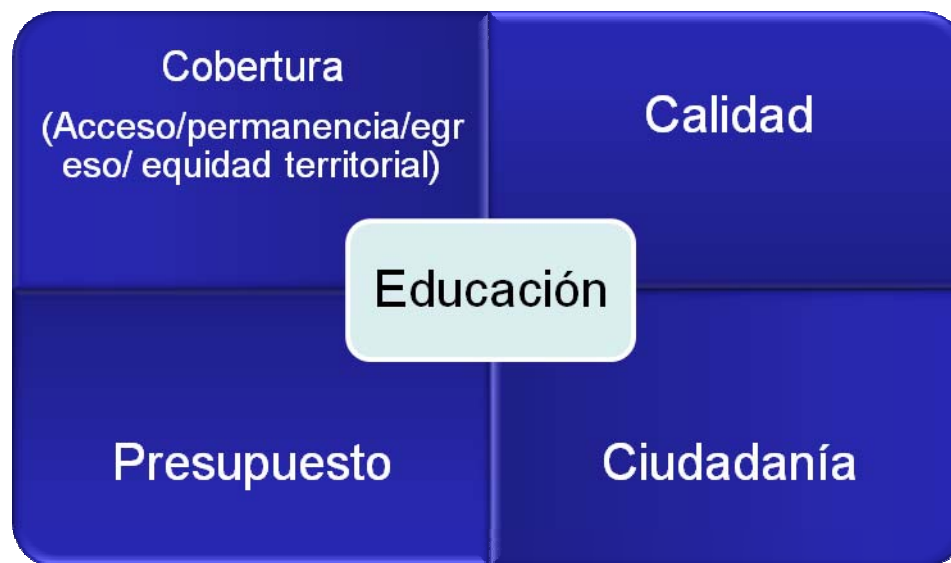 Cobertura
(Acceso/permanencia/egr
eso/ equidad territorial)
Calidad
Educación
Presupuesto
Ciudadanía